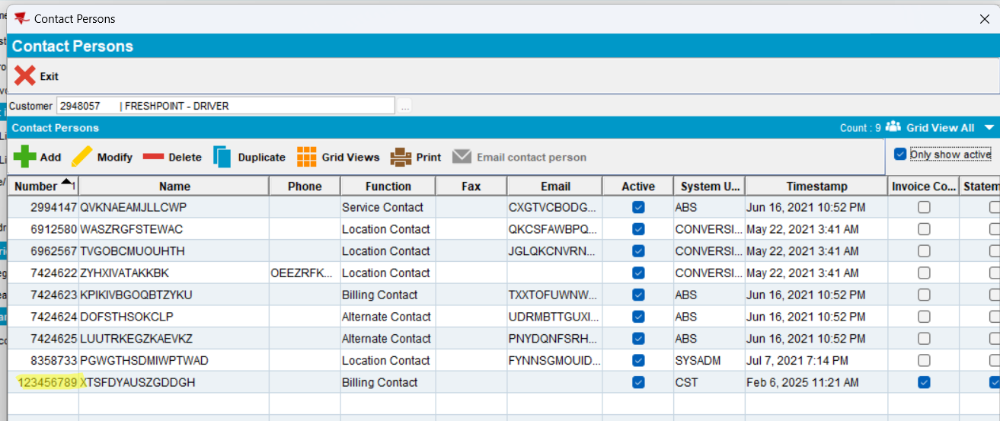 Contact Persons
Contact Persons
Exit
Customer 2948057 | FRESHPOINT - DRIVER ...
Contact Persons Count : 9 Grid View All
Add Modify Delete Duplicate Grid Views Print Email contact person Only show active
Number 1 Name Phone Function Fax Email Active System U... Timestamp Invoice Co... Statem
2994147 QVKNAEAMJLLCWP Service Contact CXGTVCBODG... ABS Jun 16, 2021 10:52 PM
6912580 WASZRGFSTEWAC Location Contact QKCSFAWBPQ... CONVERSI... May 22, 2021 3:41 AM
6962567 TVGOBCMUOUHTH Location Contact JGLQKCNVRN... CONVERSI... May 22, 2021 3:41 AM
7424622 ZYHXIVATAKKBK OEEZRFK... Location Contact CONVERSI... May 22, 2021 3:41 AM
7424623 KPIKIVBGOQBTZYKU Billing Contact TXXTOFUWNW... ABS Jun 16, 2021 10:52 PM
7424624 DOFSTHSOKCLP Alternate Contact UDRMBTTGUXI... ABS Jun 16, 2021 10:52 PM
7424625 LUUTRKEGZKAEVKZ Alternate Contact PNYDQNFSRH... ABS Jun 16, 2021 10:52 PM
8358733 PGWGTHSDMIWPTWAD Location Contact FYNNSGMOUID... SYSADM Jul 7, 2021 7:14 PM
123456789 XTSFDYAUSZGDDGH Billing Contact CST Feb 6, 2025 11:21 AM